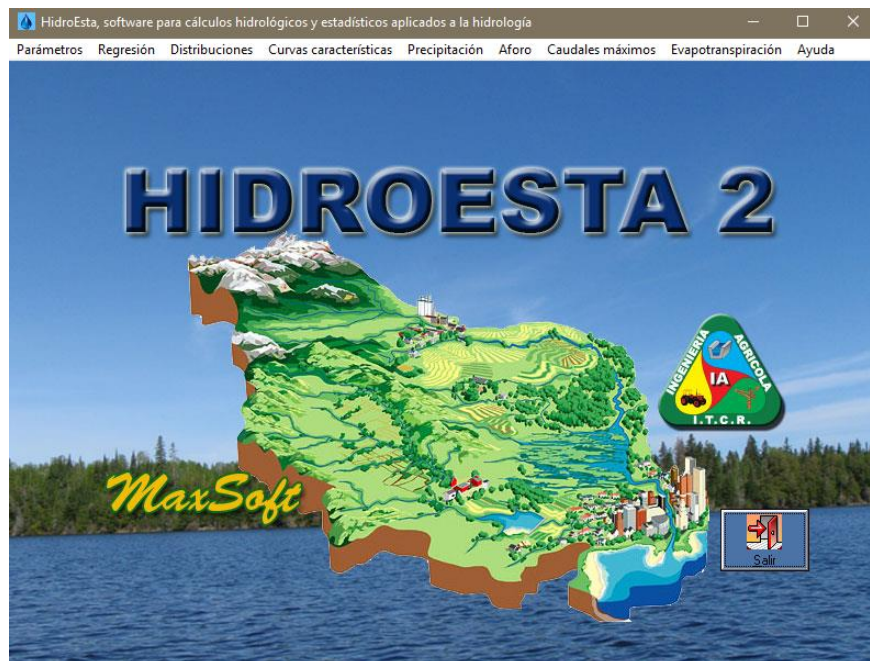 HidroEsta, software para cálculos hidrológicos y estadísticos aplicados a la hidrología
Parámetros Regresión Distribuciones Curvas características Precipitación Aforo Caudales máximos Evapotranspiración Ayuda
HIDROESTA 2
INGENIERIA AGRICOLA
IA
I.T.C.R.
MaxSoft
Salir